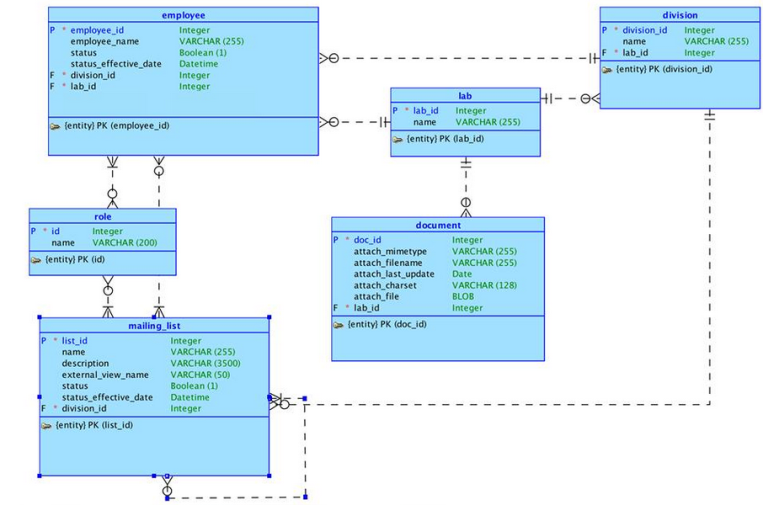 employee
P * employee_id Integer
employee_name VARCHAR (255)
status Boolean (1)
status_effective_date Datetime
F * division_id Integer
F * lab_id Integer
{entity} PK (employee_id)
division
P * division_id Integer
name VARCHAR (255)
F * lab_id Integer
{entity} PK (division_id)
lab
P * lab_id Integer
name VARCHAR (255)
{entity} PK (lab_id)
role
P * id Integer
name VARCHAR (200)
{entity} PK (id)
document
P * doc_id Integer
attach_mimetype VARCHAR (255)
attach_filename VARCHAR (255)
attach_last_update Date
attach_charset VARCHAR (128)
attach_file BLOB
F * lab_id Integer
{entity} PK (doc_id)
mailing_list
P * list_id Integer
name VARCHAR (255)
description VARCHAR (3500)
external_view_name VARCHAR (50)
status Boolean (1)
status_effective_date Datetime
F * division_id Integer
{entity} PK (list_id)